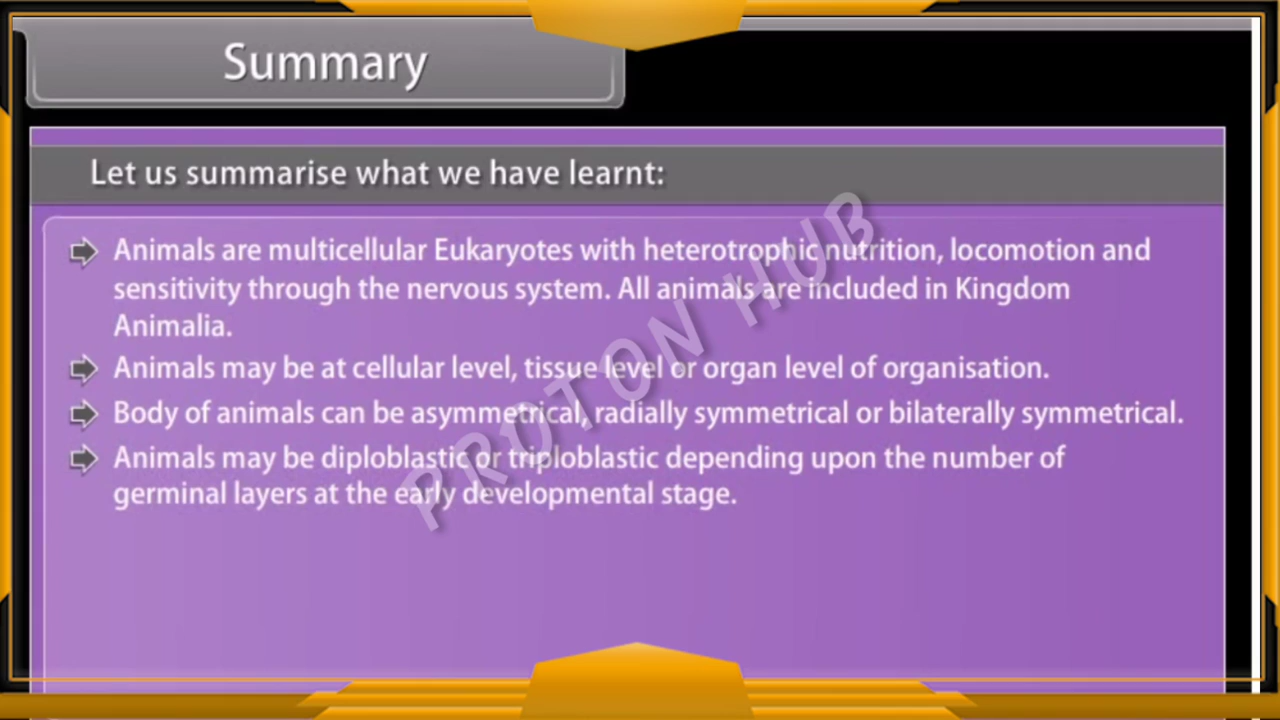 Summary
Let us summarise what we have learnt:
Animals are multicellular Eukaryotes with heterotrophic nutrition, locomotion and
sensitivity through the nervous system. All animals are included in Kingdom
Animalia.
Animals may be at cellular level, tissue level or organ level of organisation.
Body of animals can be asymmetrical, radially symmetrical or bilaterally symmetrical.
Animals may be diploblastic or triploblastic depending upon the number of
germinal layers at the early developmental stage.
PROTON HUB